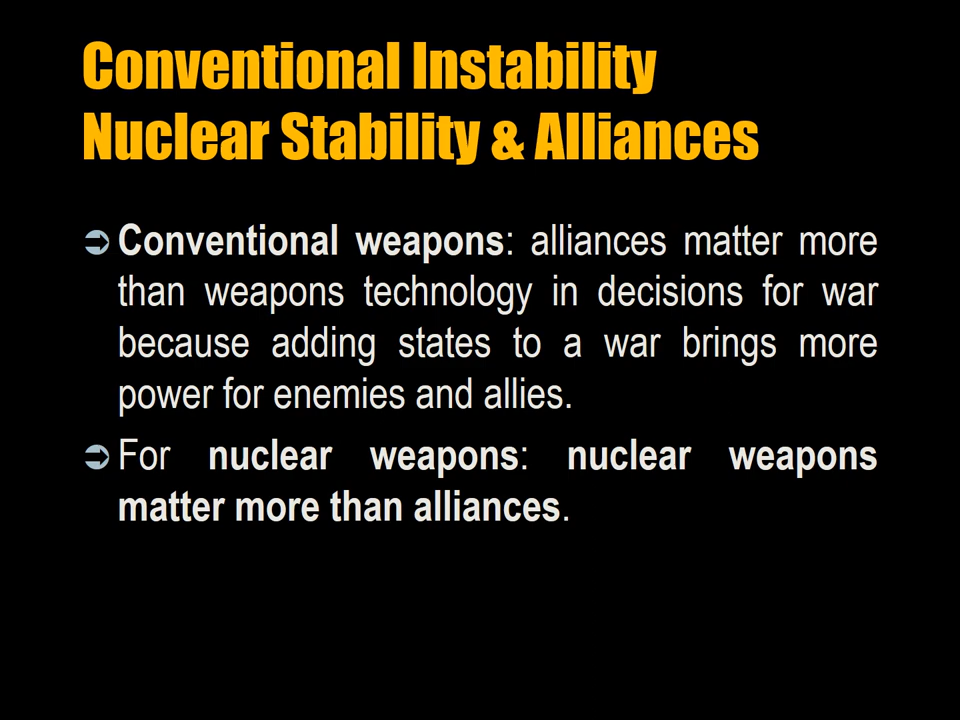 Conventional Instability
Nuclear Stability & Alliances
➲ Conventional weapons: alliances matter more
than weapons technology in decisions for war
because adding states to a war brings more
power for enemies and allies.
➲ For nuclear weapons: nuclear weapons
matter more than alliances.